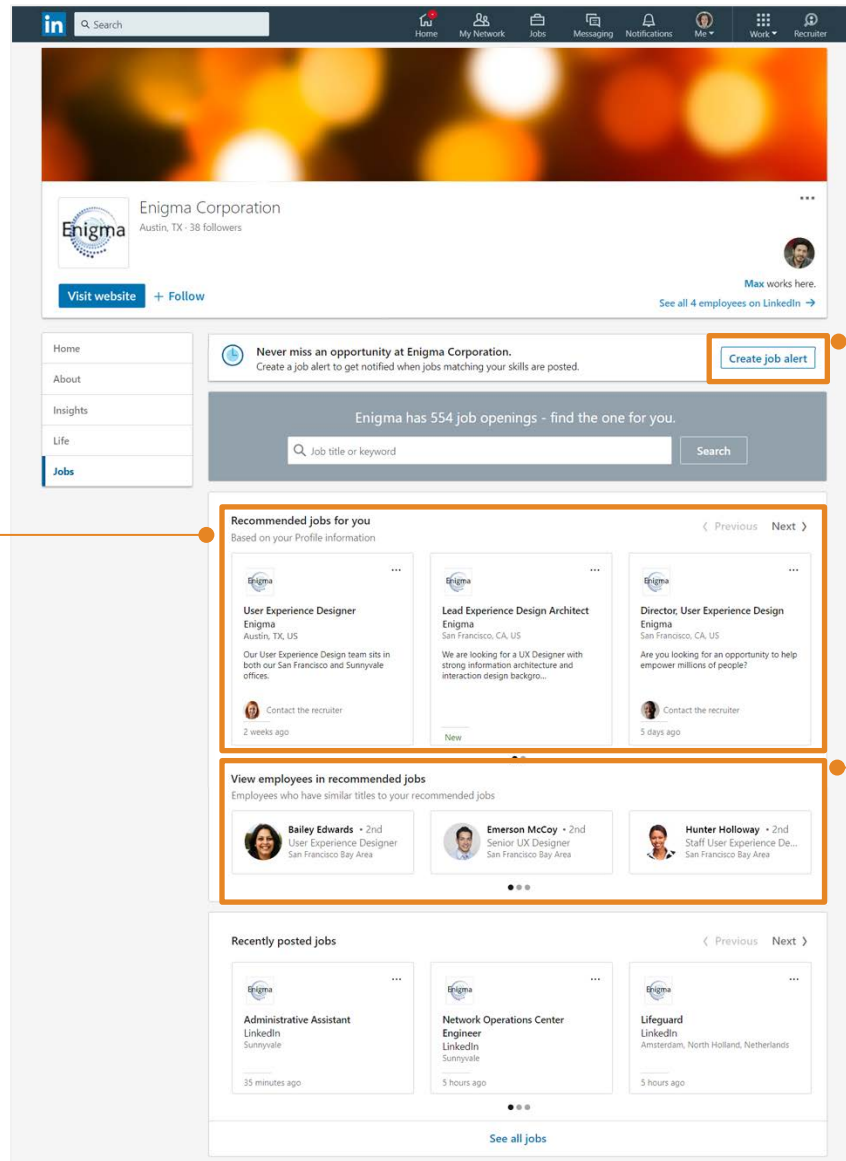 in
Search
Home
My Network
Jobs
Messaging
Notifications
Me
Work
Recruiter
Enigma
Enigma Corporation
Austin, TX · 38 followers
Visit website
+ Follow
Max works here.
See all 4 employees on LinkedIn →
Home
About
Insights
Life
Jobs
Never miss an opportunity at Enigma Corporation.
Create a job alert to get notified when jobs matching your skills are posted.
Create job alert
Enigma has 554 job openings - find the one for you.
Job title or keyword
Search
Recommended jobs for you
Based on your Profile information
Previous
Next
Enigma
User Experience Designer
Enigma
Austin, TX, US
Our User Experience Design team sits in
both our San Francisco and Sunnyvale
offices.
Contact the recruiter
2 weeks ago
Enigma
Lead Experience Design Architect
Enigma
San Francisco, CA, US
We are looking for a UX Designer with
strong information architecture and
interaction design backgro...
New
Enigma
Director, User Experience Design
Enigma
San Francisco, CA, US
Are you looking for an opportunity to help
empower millions of people?
Contact the recruiter
5 days ago
View employees in recommended jobs
Employees who have similar titles to your recommended jobs
Bailey Edwards • 2nd
User Experience Designer
San Francisco Bay Area
Emerson McCoy • 2nd
Senior UX Designer
San Francisco Bay Area
Hunter Holloway • 2nd
Staff User Experience De...
San Francisco Bay Area
Recently posted jobs
Previous
Next
Enigma
Administrative Assistant
LinkedIn
Sunnyvale
35 minutes ago
Enigma
Network Operations Center
Engineer
LinkedIn
Sunnyvale
5 hours ago
Enigma
Lifeguard
LinkedIn
Amsterdam, North Holland, Netherlands
5 hours ago
See all jobs